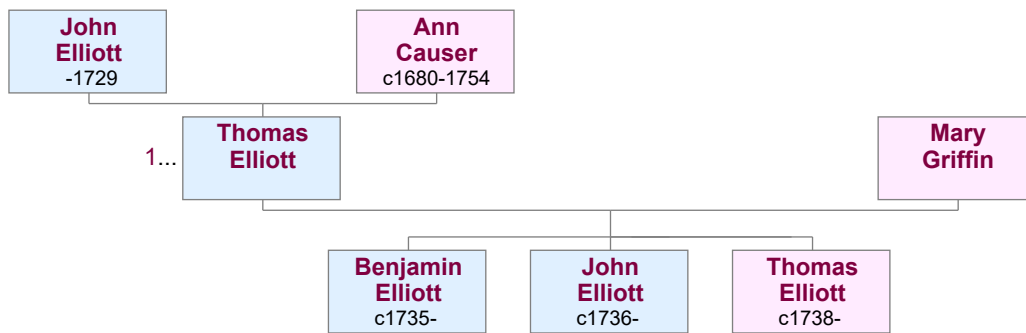 John
Elliott
-1729
Ann
Causer
c1680-1754
1...
Thomas
Elliott
Mary
Griffin
Benjamin
Elliott
c1735-
John
Elliott
c1736-
Thomas
Elliott
c1738-